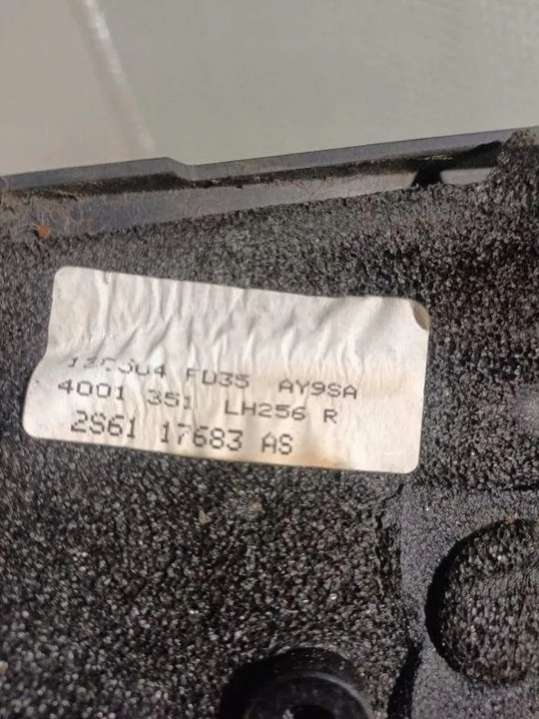 FD35 AY9SA
4001 351 LH256 R
2S61 17683 AS